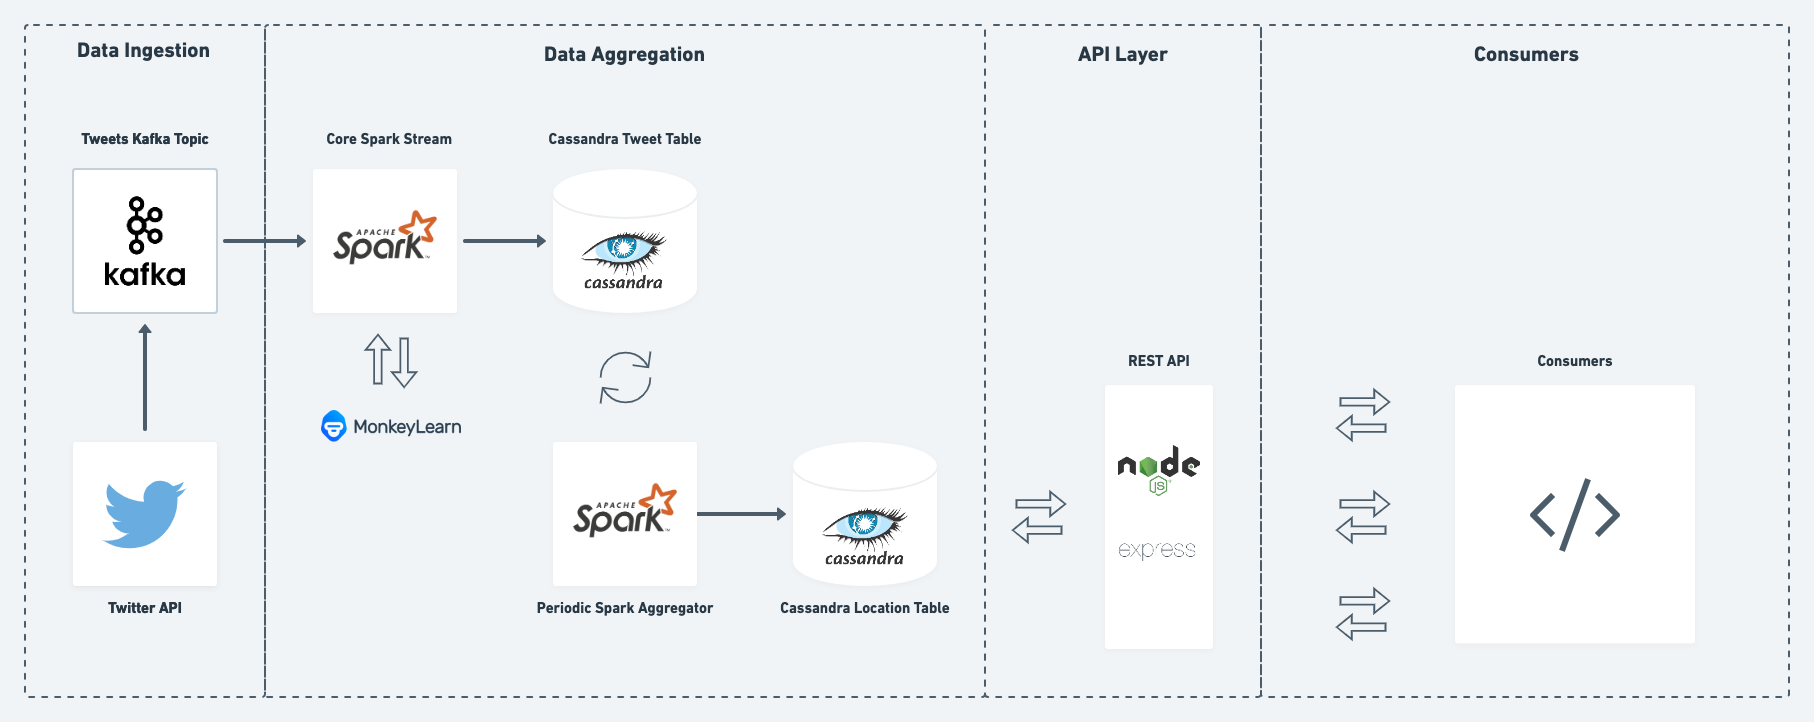 Data Ingestion
Data Aggregation
API Layer
Consumers
Tweets Kafka Topic
Core Spark Stream
Cassandra Tweet Table
kafka
APACHE
Spark
TM
cassandra
MonkeyLearn
Twitter API
APACHE
Spark
TM
Periodic Spark Aggregator
cassandra
Cassandra Location Table
REST API
node
JS
express
Consumers
</>